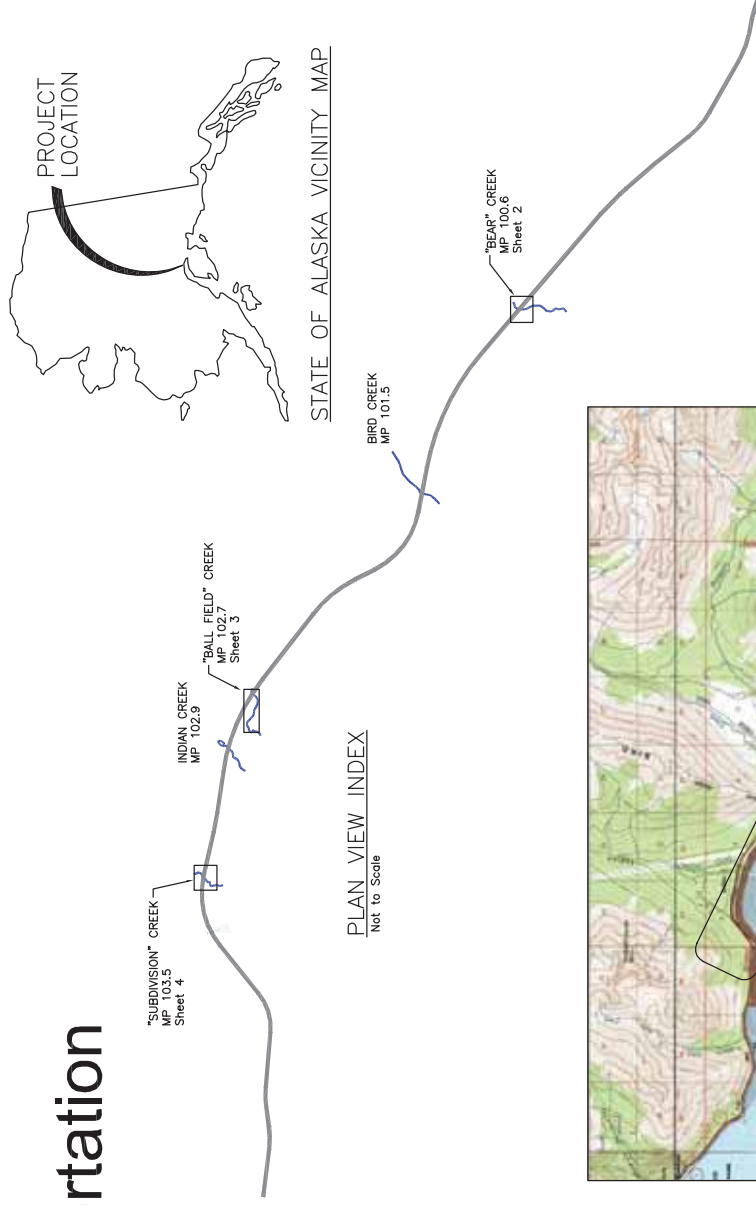 rtation
PROJECT
LOCATION
STATE OF ALASKA VICINITY MAP
"SUBDIVISION" CREEK
MP 103.5
Sheet 4
INDIAN CREEK
MP 102.9
"BALL FIELD" CREEK
MP 102.7
Sheet 3
BIRD CREEK
MP 101.5
"BEAR" CREEK
MP 100.6
Sheet 2
PLAN VIEW INDEX
Not to Scale